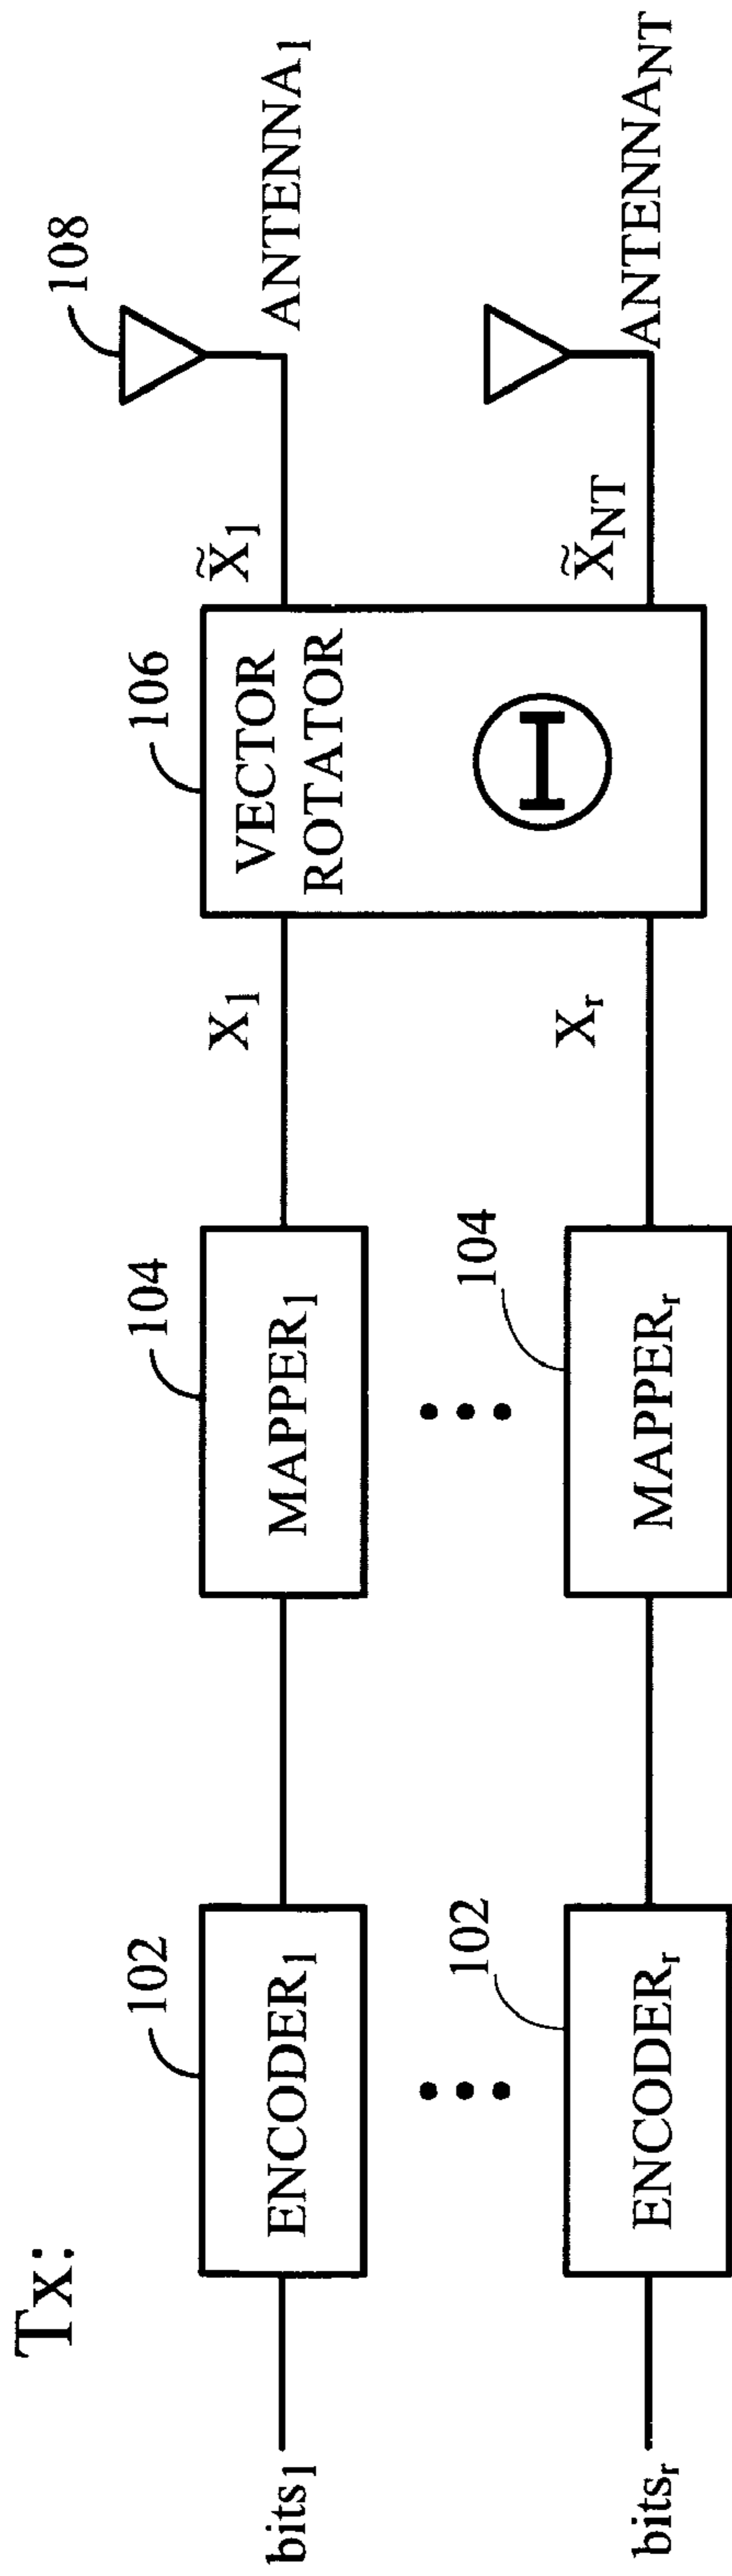 Tx:
bits₁
102
ENCODER₁
104
MAPPER₁
X₁
106
VECTOR
ROTATOR
Θ
X̃₁
108
ANTENNA₁
bitsᵣ
102
ENCODERᵣ
104
MAPPERᵣ
Xᵣ
X̃NT
ANTENNANT